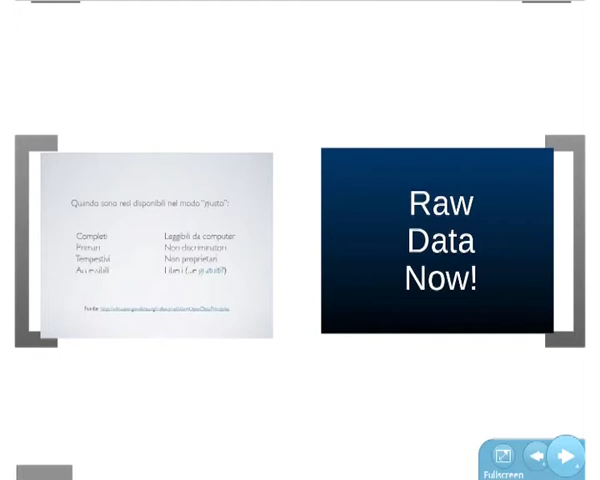 Quando sono resi disponibili nel modo "giusto":
Completi
Primari
Tempestivi
Accessibili
Leggibili da computer
Non discriminatori
Non proprietari
Liberi (...e gratuiti?)
Fonte:
Raw
Data
Now!
Fullscreen